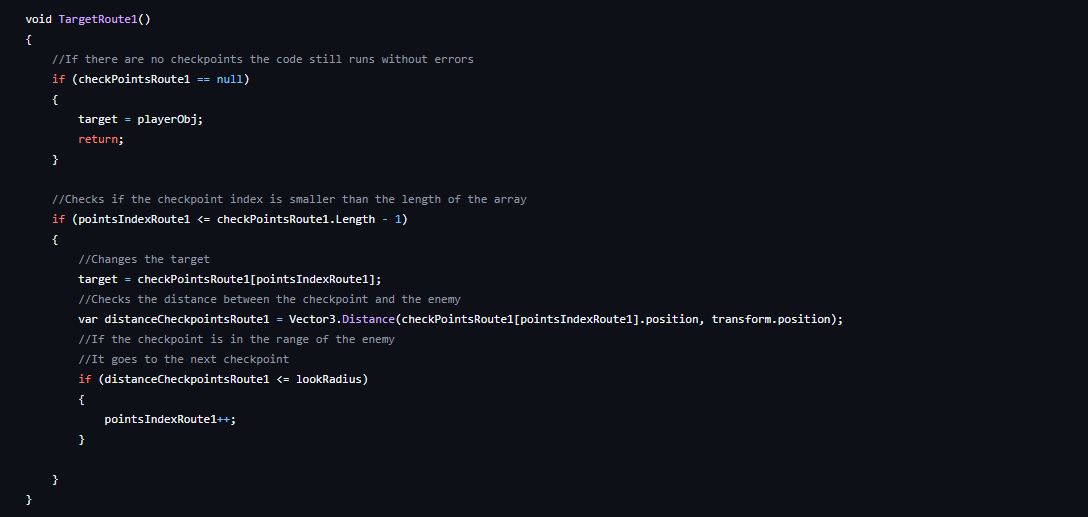 void TargetRoute1()
{
    //If there are no checkpoints the code still runs without errors
    if (checkPointsRoute1 == null)
    {
        target = playerObj;
        return;
    }

    //Checks if the checkpoint index is smaller than the length of the array
    if (pointsIndexRoute1 <= checkPointsRoute1.Length - 1)
    {
        //Changes the target
        target = checkPointsRoute1[pointsIndexRoute1];
        //Checks the distance between the checkpoint and the enemy
        var distanceCheckpointsRoute1 = Vector3.Distance(checkPointsRoute1[pointsIndexRoute1].position, transform.position);
        //If the checkpoint is in the range of the enemy
        //It goes to the next checkpoint
        if (distanceCheckpointsRoute1 <= lookRadius)
        {
            pointsIndexRoute1++;
        }

    }
}